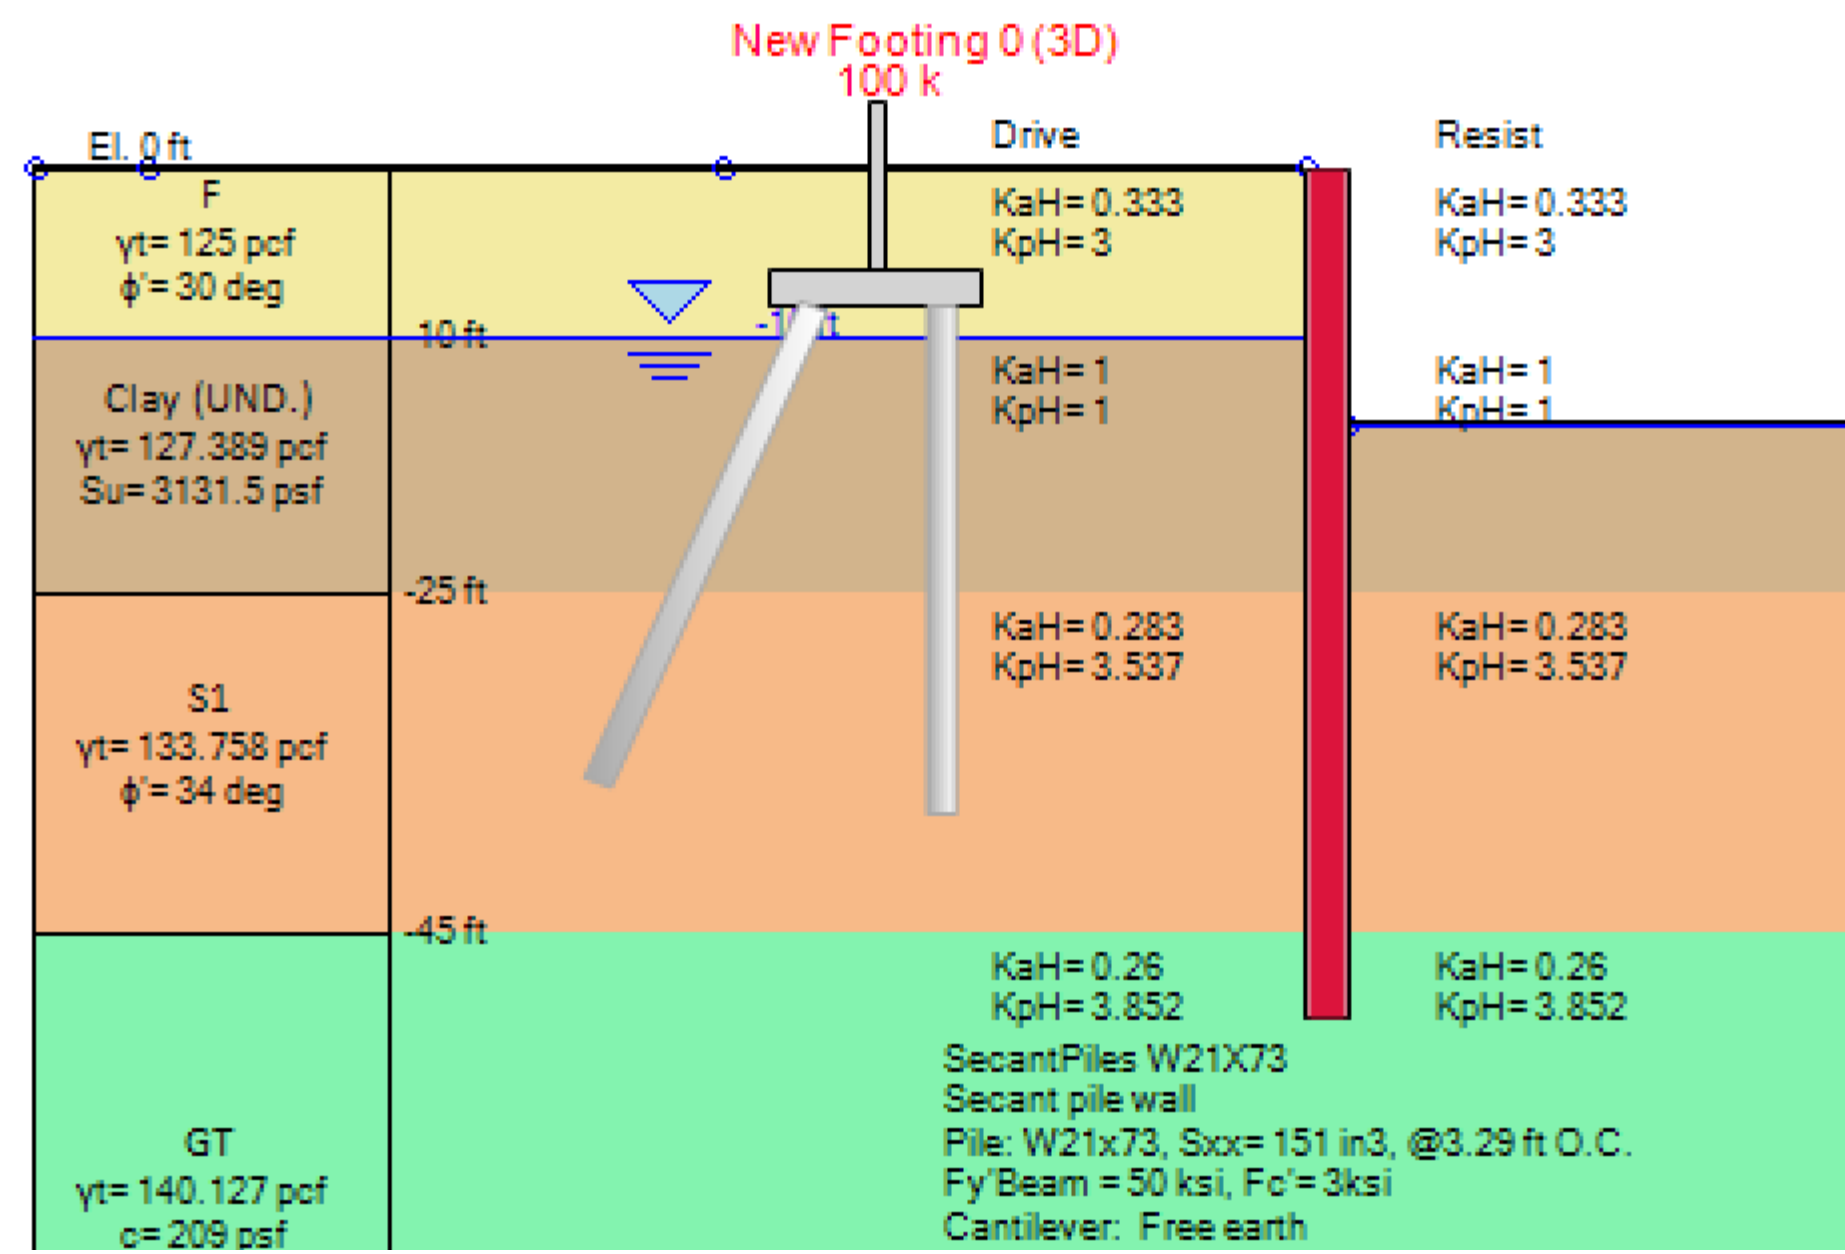 New Footing 0 (3D)
100 k
El. 0 ft
Drive
Resist
F
γt= 125 pcf
ϕ'= 30 deg
KaH= 0.333
KpH= 3
KaH= 0.333
KpH= 3
-10 ft
-10 ft
Clay (UND.)
γt= 127.389 pcf
Su= 3131.5 psf
KaH= 1
KpH= 1
KaH= 1
KpH= 1
-25 ft
S1
γt= 133.758 pcf
ϕ'= 34 deg
KaH= 0.283
KpH= 3.537
KaH= 0.283
KpH= 3.537
-45 ft
KaH= 0.26
KpH= 3.852
KaH= 0.26
KpH= 3.852
GT
γt= 140.127 pcf
c= 209 psf
SecantPiles W21X73
Secant pile wall
Pile: W21x73, Sxx= 151 in3, @3.29 ft O.C.
Fy'Beam = 50 ksi, Fc'= 3ksi
Cantilever: Free earth